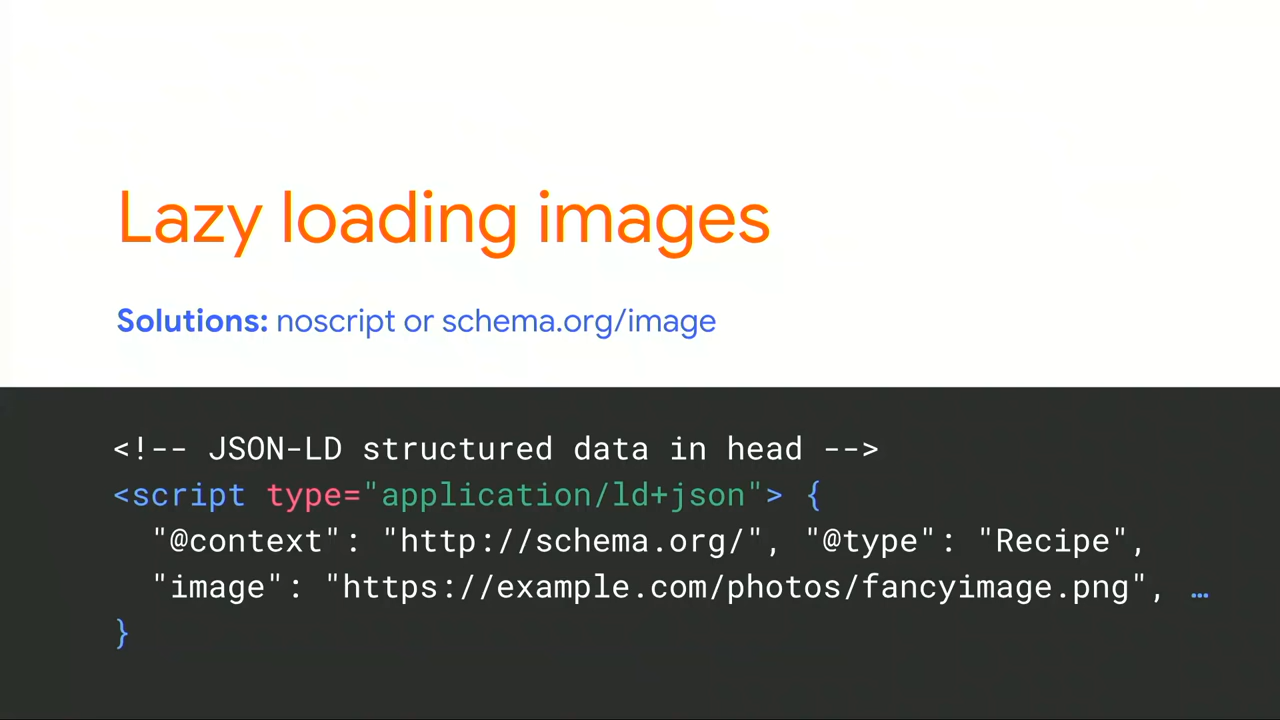 Lazy loading images
Solutions: noscript or schema.org/image
<!-- JSON-LD structured data in head -->
<script type="application/ld+json"> {
"@context": "http://schema.org/", "@type": "Recipe",
"image": "https://example.com/photos/fancyimage.png", …
}